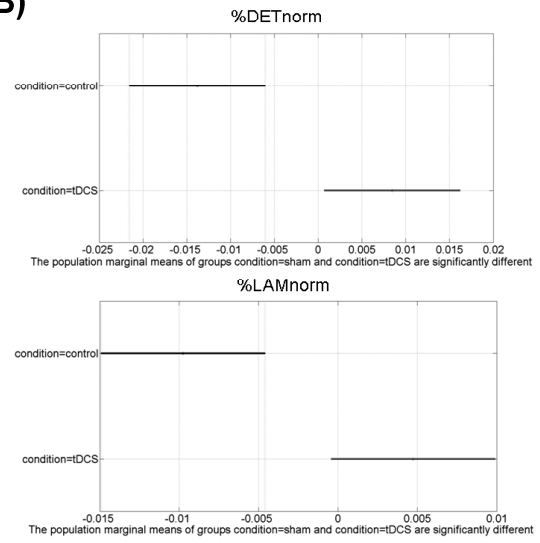 B)
%DETnorm
condition=control
condition=tDCS
-0.025 -0.02 -0.015 -0.01 -0.005 0 0.005 0.01 0.015 0.02
The population marginal means of groups condition=sham and condition=tDCS are significantly different
%LAMnorm
condition=control
condition=tDCS
-0.015 -0.01 -0.005 0 0.005 0.01
The population marginal means of groups condition=sham and condition=tDCS are significantly different